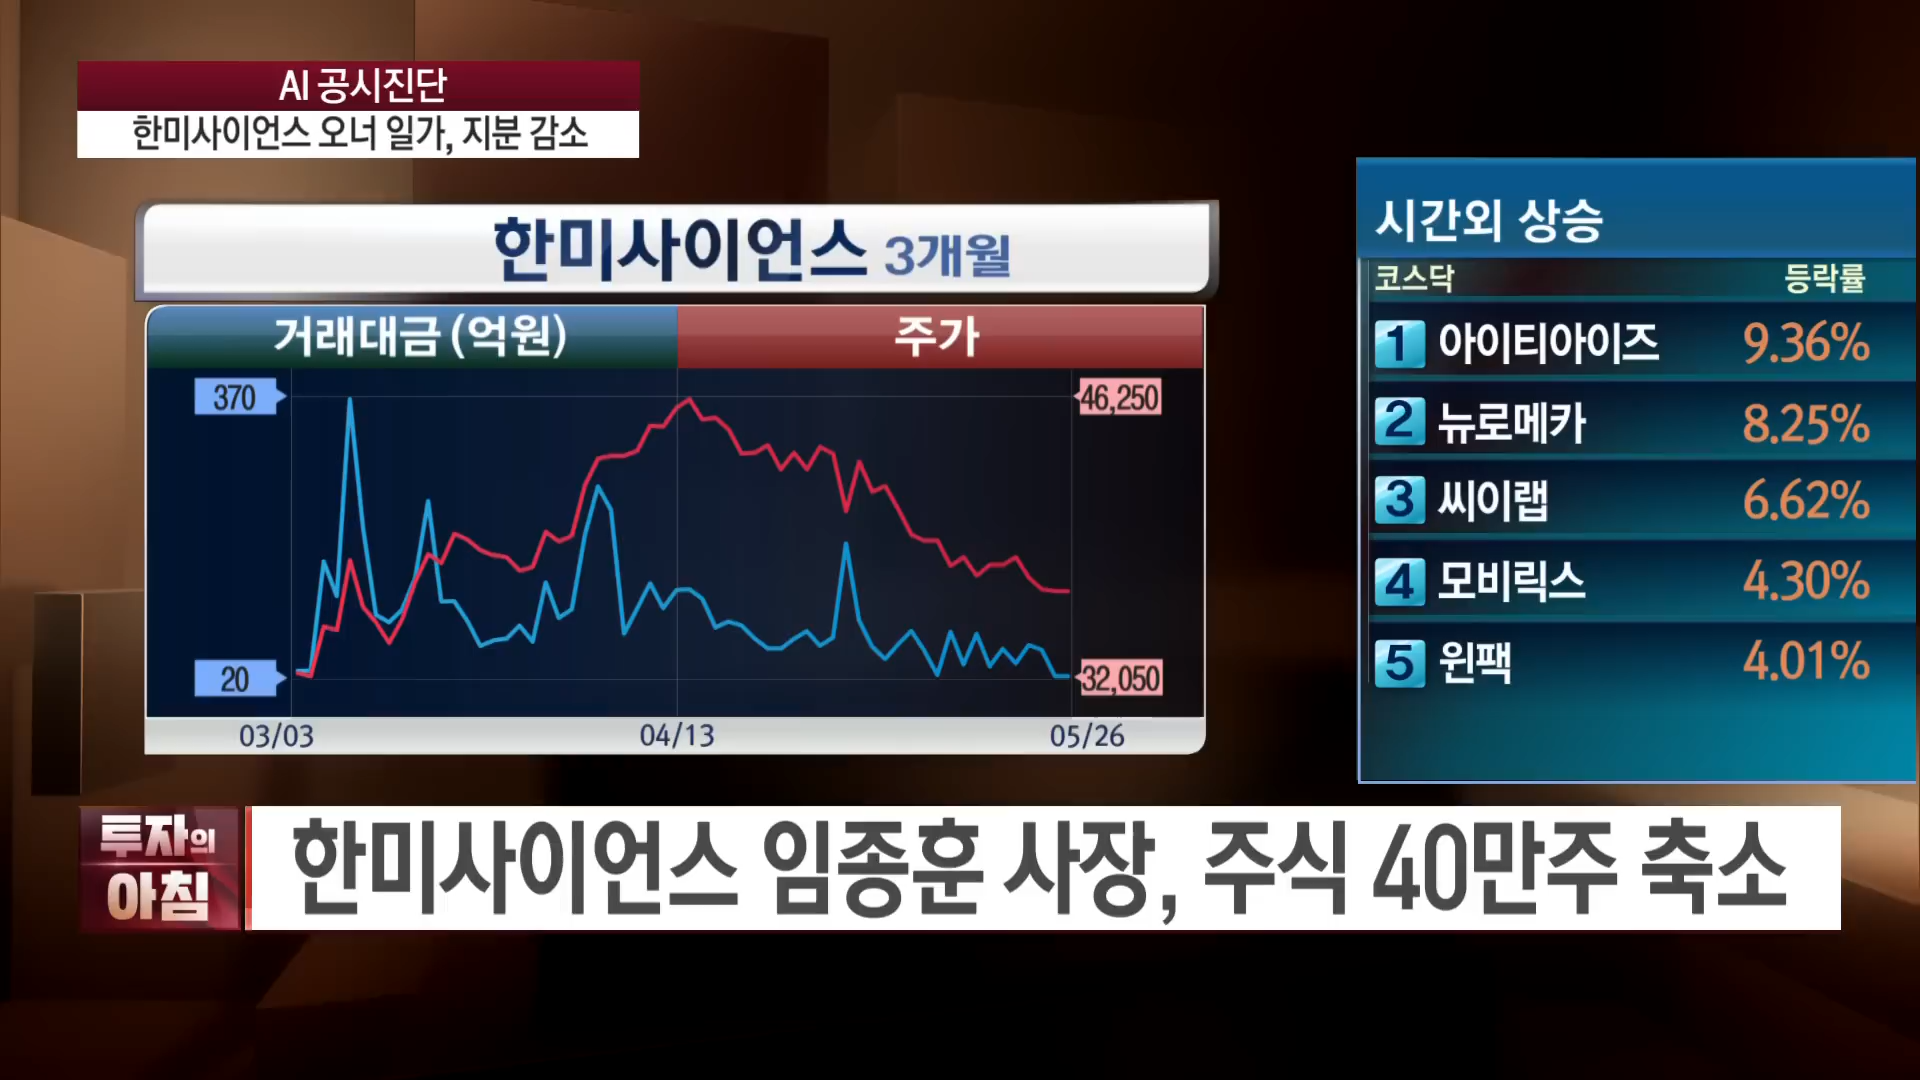 AI 공시진단
한미사이언스 오너 일가, 지분 감소
한미사이언스 3개월
거래대금 (억원) 주가
370
46,250
20
32,050
03/03 04/13 05/26
시간외 상승
코스닥 등락률
1 아이티아이즈 9.36%
2 뉴로메카 8.25%
3 씨이랩 6.62%
4 모비릭스 4.30%
5 윈팩 4.01%
투자의
아침
한미사이언스 임종훈 사장, 주식 40만주 축소